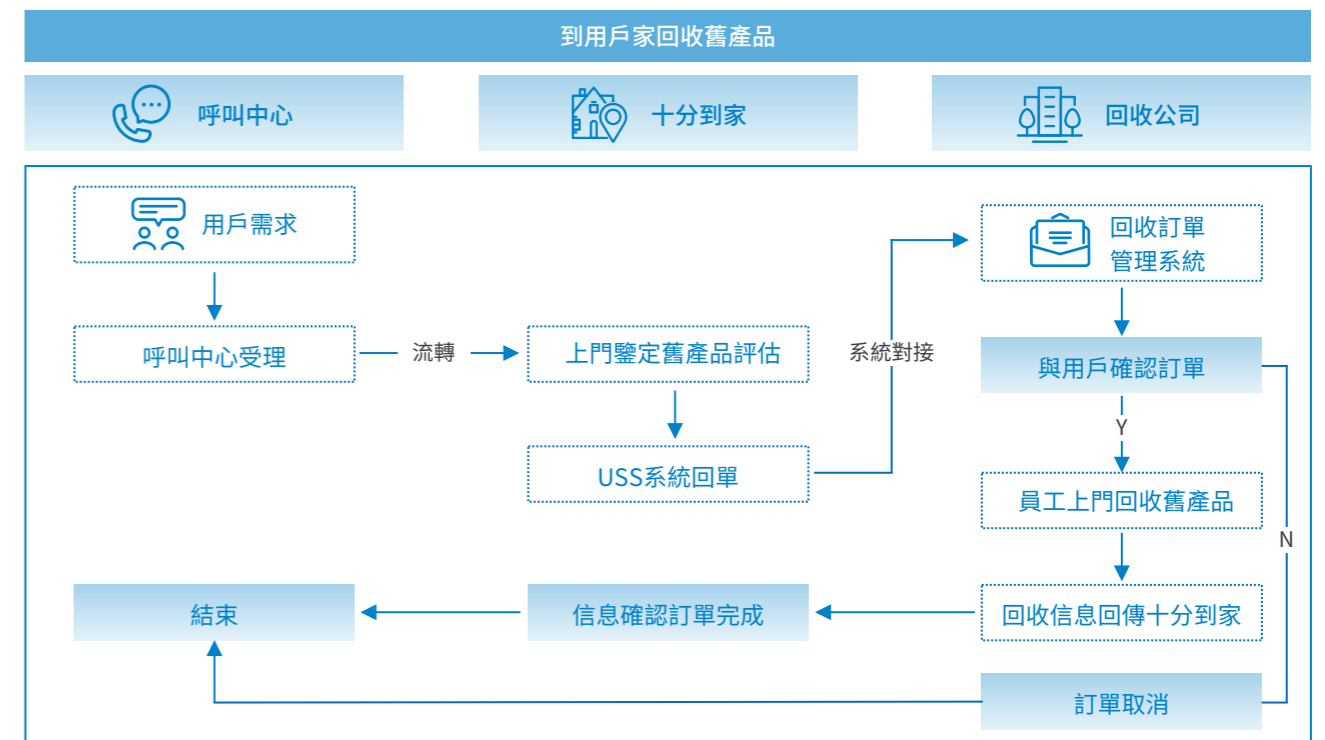 到用戶家回收舊產品
呼叫中心
十分到家
回收公司
用戶需求
回收訂單
管理系統
呼叫中心受理
流轉
上門鑒定舊產品評估
系統對接
與用戶確認訂單
Y
USS系統回單
員工上門回收舊產品
N
結束
信息確認訂單完成
回收信息回傳十分到家
訂單取消